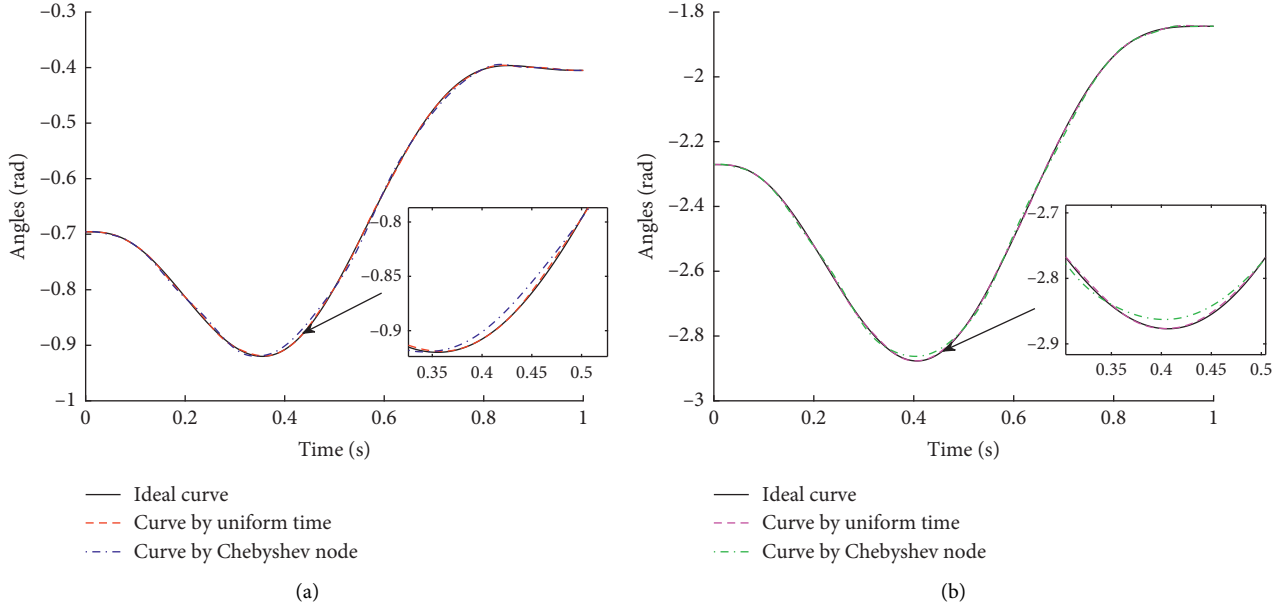 −0.3
−0.4
−0.5
−0.6
−0.7
−0.8
−0.9
−1
Angles (rad)
0 0.2 0.4 0.6 0.8 1
Time (s)
−0.8
−0.85
−0.9
0.35 0.4 0.45 0.5
Ideal curve
Curve by uniform time
Curve by Chebyshev node
(a)
−1.8
−2
−2.2
−2.4
−2.6
−2.8
−3
Angles (rad)
0 0.2 0.4 0.6 0.8 1
Time (s)
−2.7
−2.8
−2.9
0.35 0.4 0.45 0.5
Ideal curve
Curve by uniform time
Curve by Chebyshev node
(b)